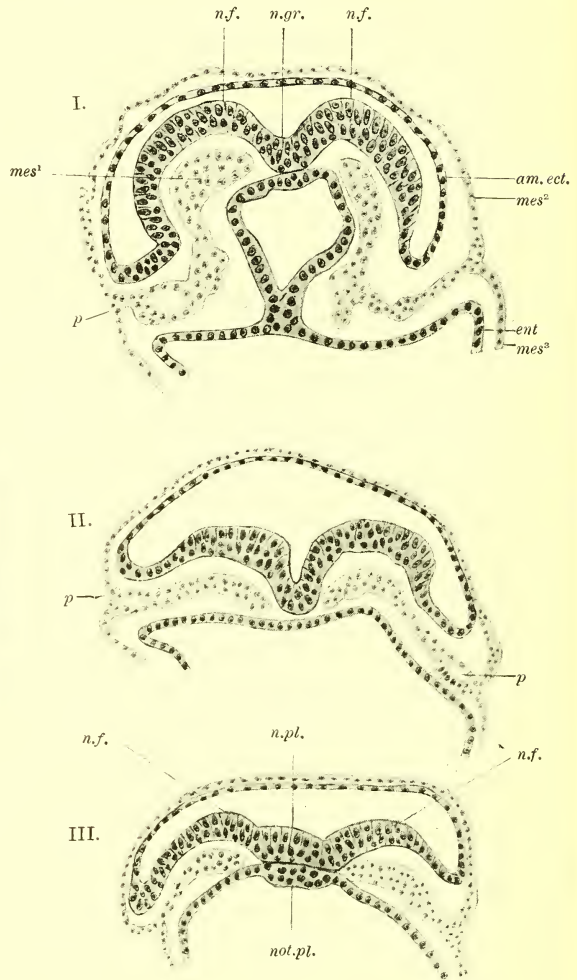 n.f. n.gr. n.f.
I.
mes¹
am. ect.
mes²
p
ent
mes³
II.
p
p
n.f. n.pl. n.f.
III.
not.pl.